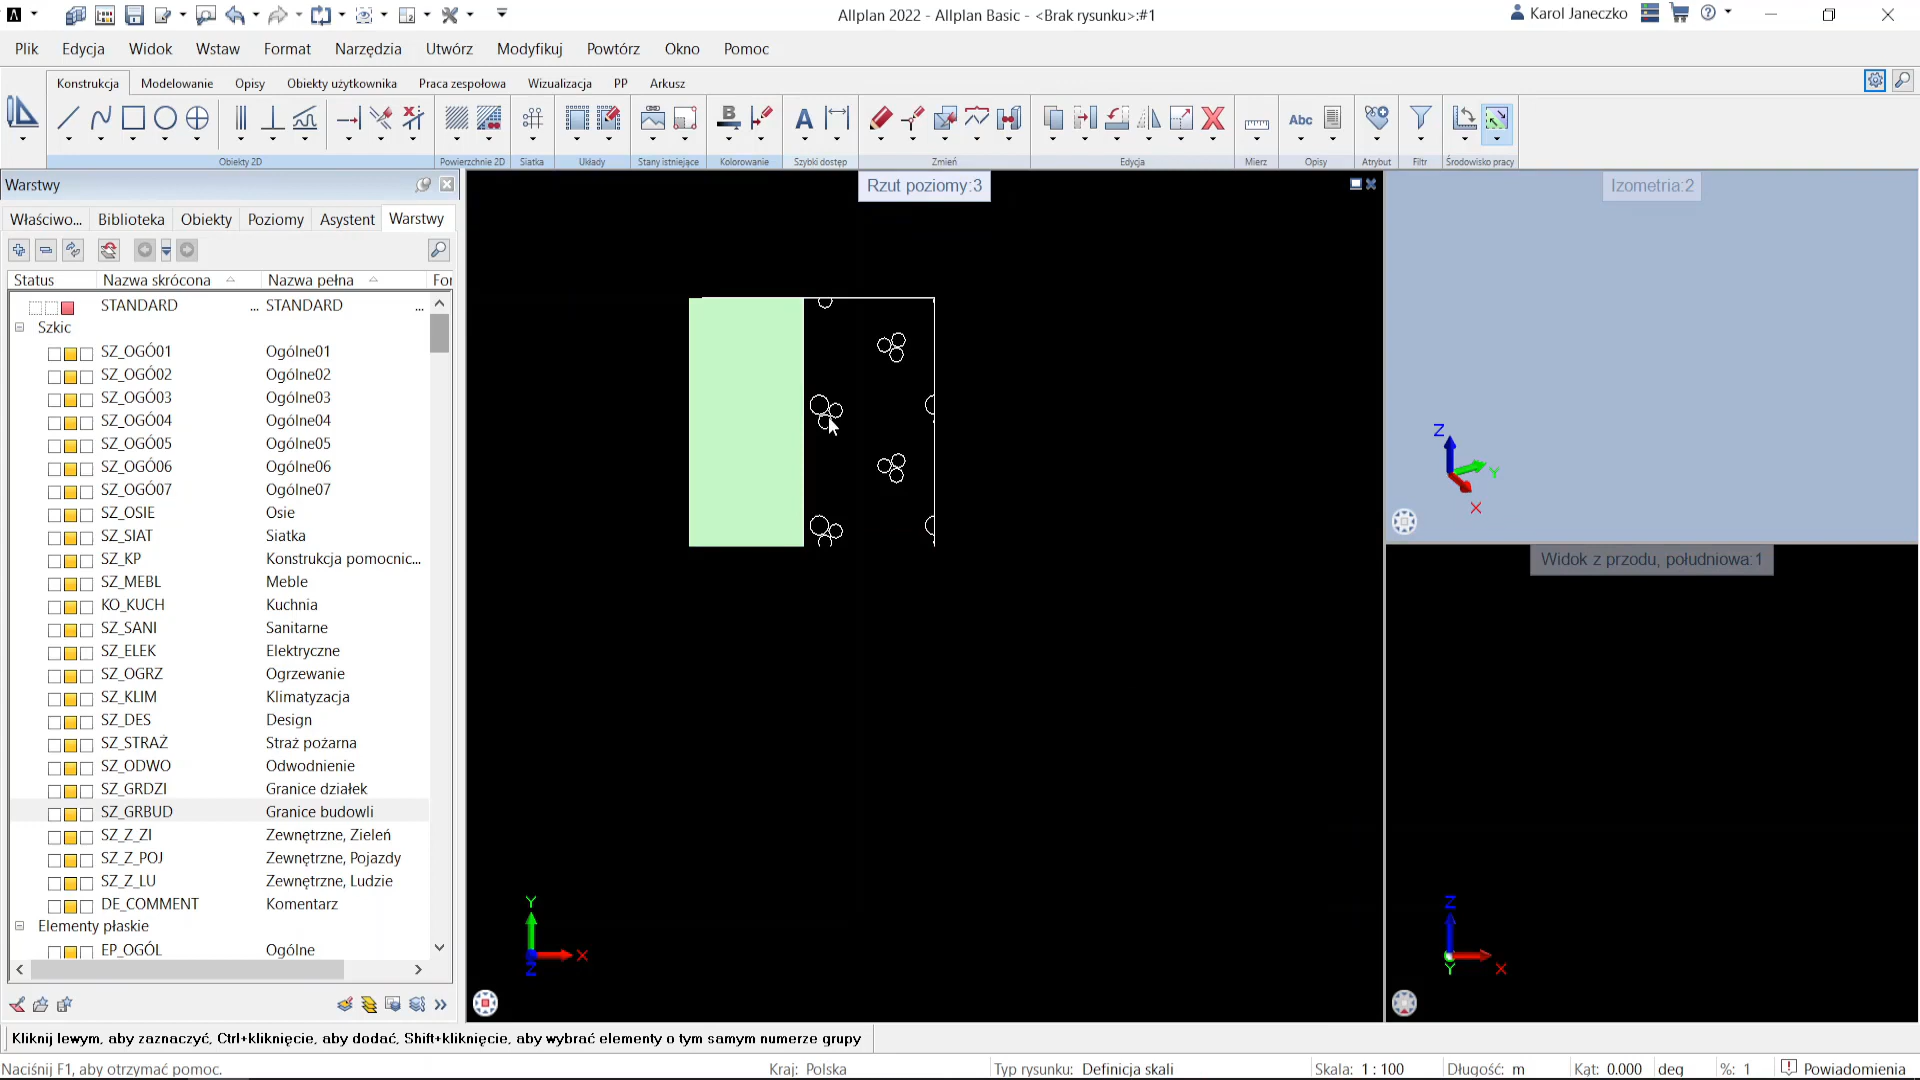 Allplan 2022 - Allplan Basic - <Brak rysunku>:#1
Karol Janeczko
Plik Edycja Widok Wstaw Format Narzędzia Utwórz Modyfikuj Powtórz Okno Pomoc
Konstrukcja Modelowanie Opisy Obiekty użytkownika Praca zespołowa Wizualizacja PP Arkusz
Obiekty 2D Powierzchnie 2D Siatka Układy Stany istniejące Kolorowanie Szybki dostęp Zmień Edycja Mierz Opisy Atrybut Filtr Środowisko pracy
Warstwy
Rzut poziomy:3
Izometria:2
Właściwo... Biblioteka Obiekty Poziomy Asystent Warstwy
Status Nazwa skrócona Nazwa pełna For
STANDARD ... STANDARD ...
Szkic
SZ_OGÓ01 Ogólne01
SZ_OGÓ02 Ogólne02
SZ_OGÓ03 Ogólne03
SZ_OGÓ04 Ogólne04
SZ_OGÓ05 Ogólne05
SZ_OGÓ06 Ogólne06
SZ_OGÓ07 Ogólne07
SZ_OSIE Osie
SZ_SIAT Siatka
SZ_KP Konstrukcja pomocnic...
SZ_MEBL Meble
KO_KUCH Kuchnia
SZ_SANI Sanitarne
SZ_ELEK Elektryczne
SZ_OGRZ Ogrzewanie
SZ_KLIM Klimatyzacja
SZ_DES Design
SZ_STRAŻ Straż pożarna
SZ_ODWO Odwodnienie
SZ_GRDZI Granice działek
SZ_GRBUD Granice budowli
SZ_Z_ZI Zewnętrzne, Zieleń
SZ_Z_POJ Zewnętrzne, Pojazdy
SZ_Z_LU Zewnętrzne, Ludzie
DE_COMMENT Komentarz
Elementy płaskie
EP_OGÓL Ogólne
Z
Y
X
Widok z przodu, południowa:1
Y
X
Z
Z
X
Y
Kliknij lewym, aby zaznaczyć, Ctrl+kliknięcie, aby dodać, Shift+kliknięcie, aby wybrać elementy o tym samym numerze grupy
Naciśnij F1, aby otrzymać pomoc. Kraj: Polska Typ rysunku: Definicja skali Skala: 1 : 100 Długość: m Kąt: 0.000 deg %: 1 Powiadomienia